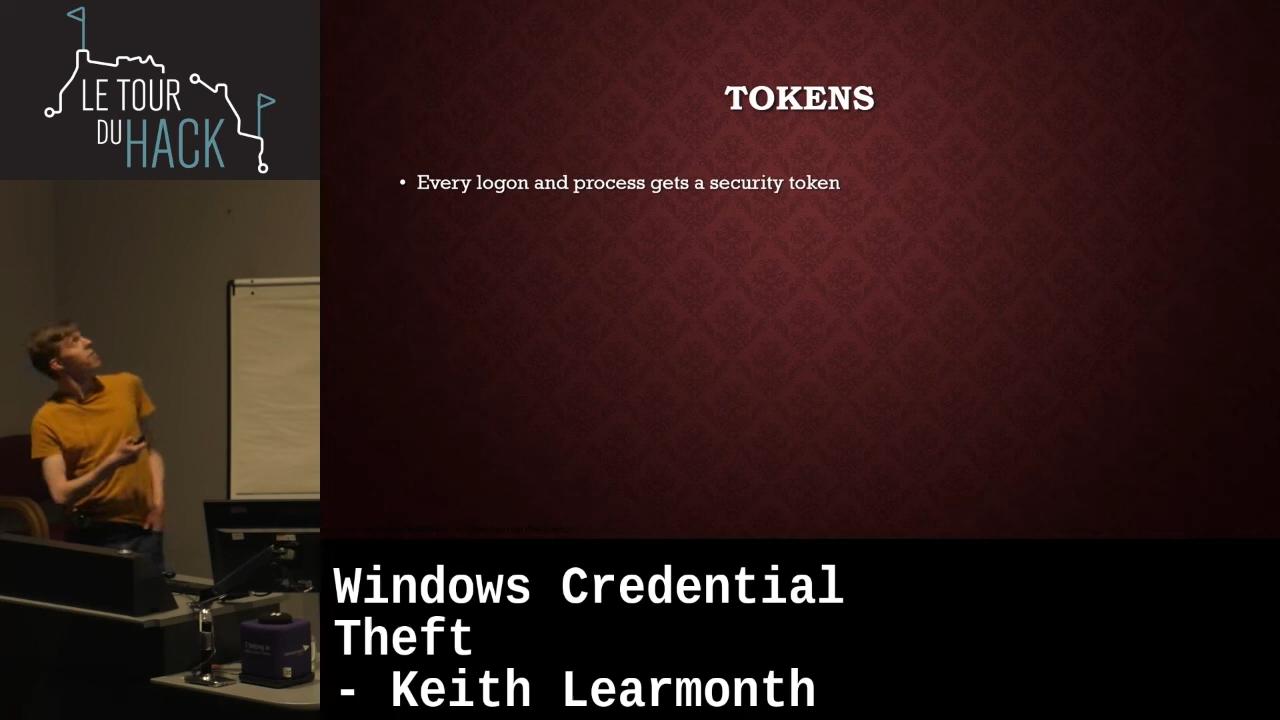 LE TOUR
DU HACK
TOKENS
• Every logon and process gets a security token
Windows Credential
Theft
- Keith Learmonth